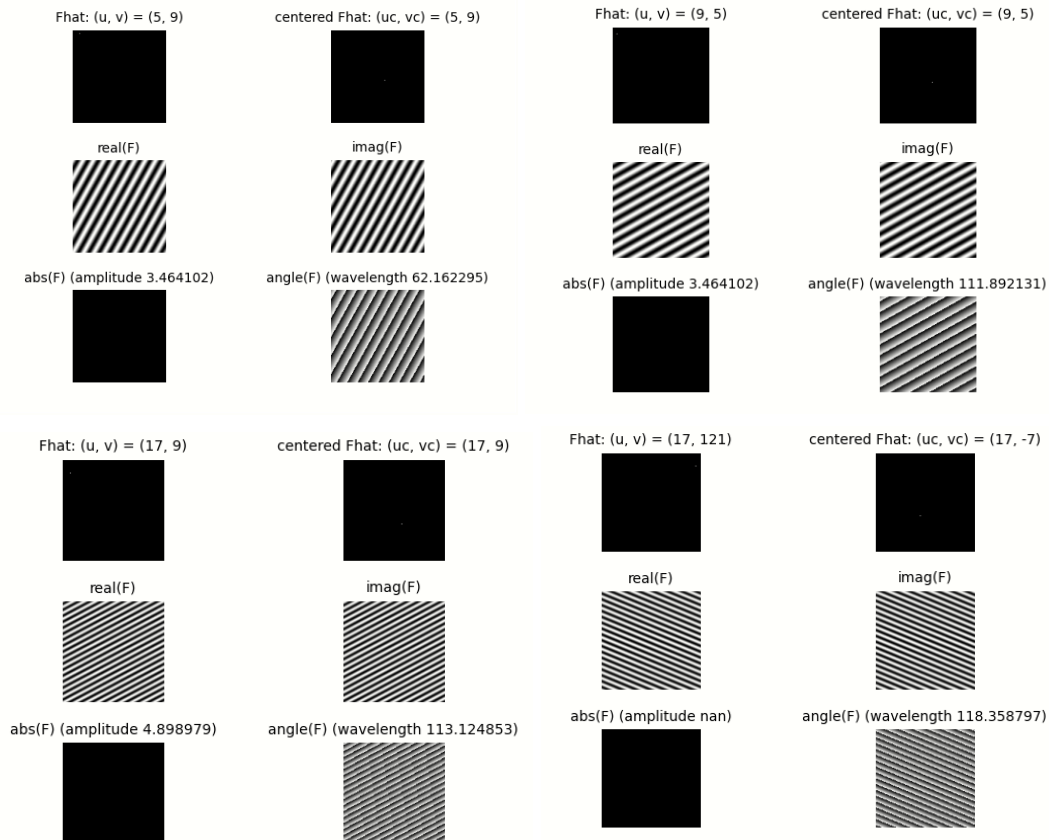 Fhat: (u, v) = (5, 9)
centered Fhat: (uc, vc) = (5, 9)
real(F)
imag(F)
abs(F) (amplitude 3.464102)
angle(F) (wavelength 62.162295)
Fhat: (u, v) = (9, 5)
centered Fhat: (uc, vc) = (9, 5)
real(F)
imag(F)
abs(F) (amplitude 3.464102)
angle(F) (wavelength 111.892131)
Fhat: (u, v) = (17, 9)
centered Fhat: (uc, vc) = (17, 9)
real(F)
imag(F)
abs(F) (amplitude 4.898979)
angle(F) (wavelength 113.124853)
Fhat: (u, v) = (17, 121)
centered Fhat: (uc, vc) = (17, -7)
real(F)
imag(F)
abs(F) (amplitude nan)
angle(F) (wavelength 118.358797)